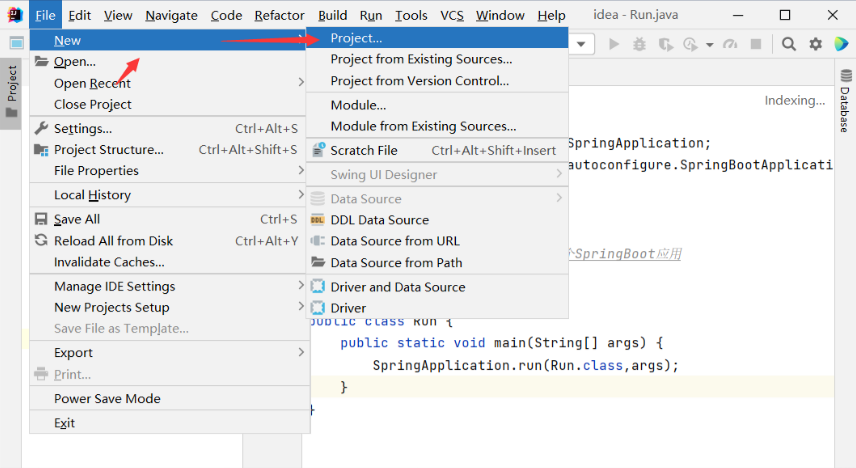 File Edit View Navigate Code Refactor Build Run Tools VCS Window Help idea - Run.java
New
Open...
Open Recent
Close Project
Settings... Ctrl+Alt+S
Project Structure... Ctrl+Alt+Shift+S
File Properties
Local History
Save All Ctrl+S
Reload All from Disk Ctrl+Alt+Y
Invalidate Caches...
Manage IDE Settings
New Projects Setup
Save File as Template...
Export
Print...
Power Save Mode
Exit
Project...
Project from Existing Sources...
Project from Version Control...
Module...
Module from Existing Sources...
Scratch File Ctrl+Alt+Shift+Insert
Swing UI Designer
Data Source
DDL DDL Data Source
Data Source from URL
Data Source from Path
Driver and Data Source
Driver
Project
Database
Indexing...
SpringApplication;
autoconfigure.SpringBootApplicati
SpringBoot应用
public class Run {
public static void main(String[] args) {
SpringApplication.run(Run.class,args);
}
}